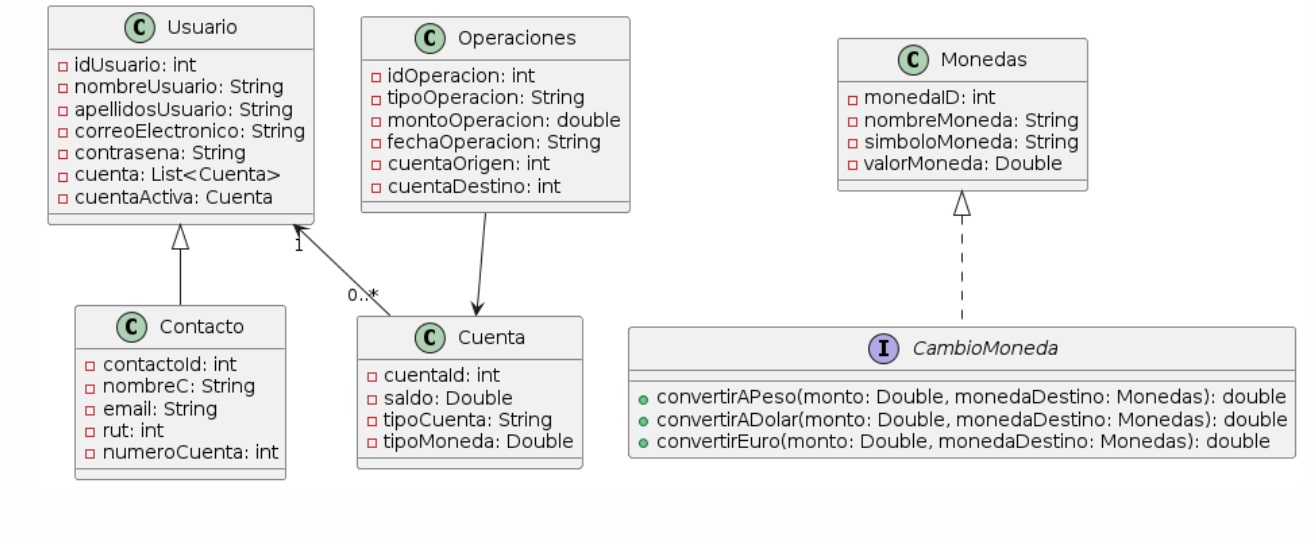 C Usuario
idUsuario: int
nombreUsuario: String
apellidosUsuario: String
correoElectronico: String
contrasena: String
cuenta: List<Cuenta>
cuentaActiva: Cuenta
C Operaciones
idOperacion: int
tipoOperacion: String
montoOperacion: double
fechaOperacion: String
cuentaOrigen: int
cuentaDestino: int
C Monedas
monedaID: int
nombreMoneda: String
simboloMoneda: String
valorMoneda: Double
1
0..*
C Contacto
contactoId: int
nombreC: String
email: String
rut: int
numeroCuenta: int
C Cuenta
cuentaId: int
saldo: Double
tipoCuenta: String
tipoMoneda: Double
I CambioMoneda
convertirAPeso(monto: Double, monedaDestino: Monedas): double
convertirADolar(monto: Double, monedaDestino: Monedas): double
convertirEuro(monto: Double, monedaDestino: Monedas): double